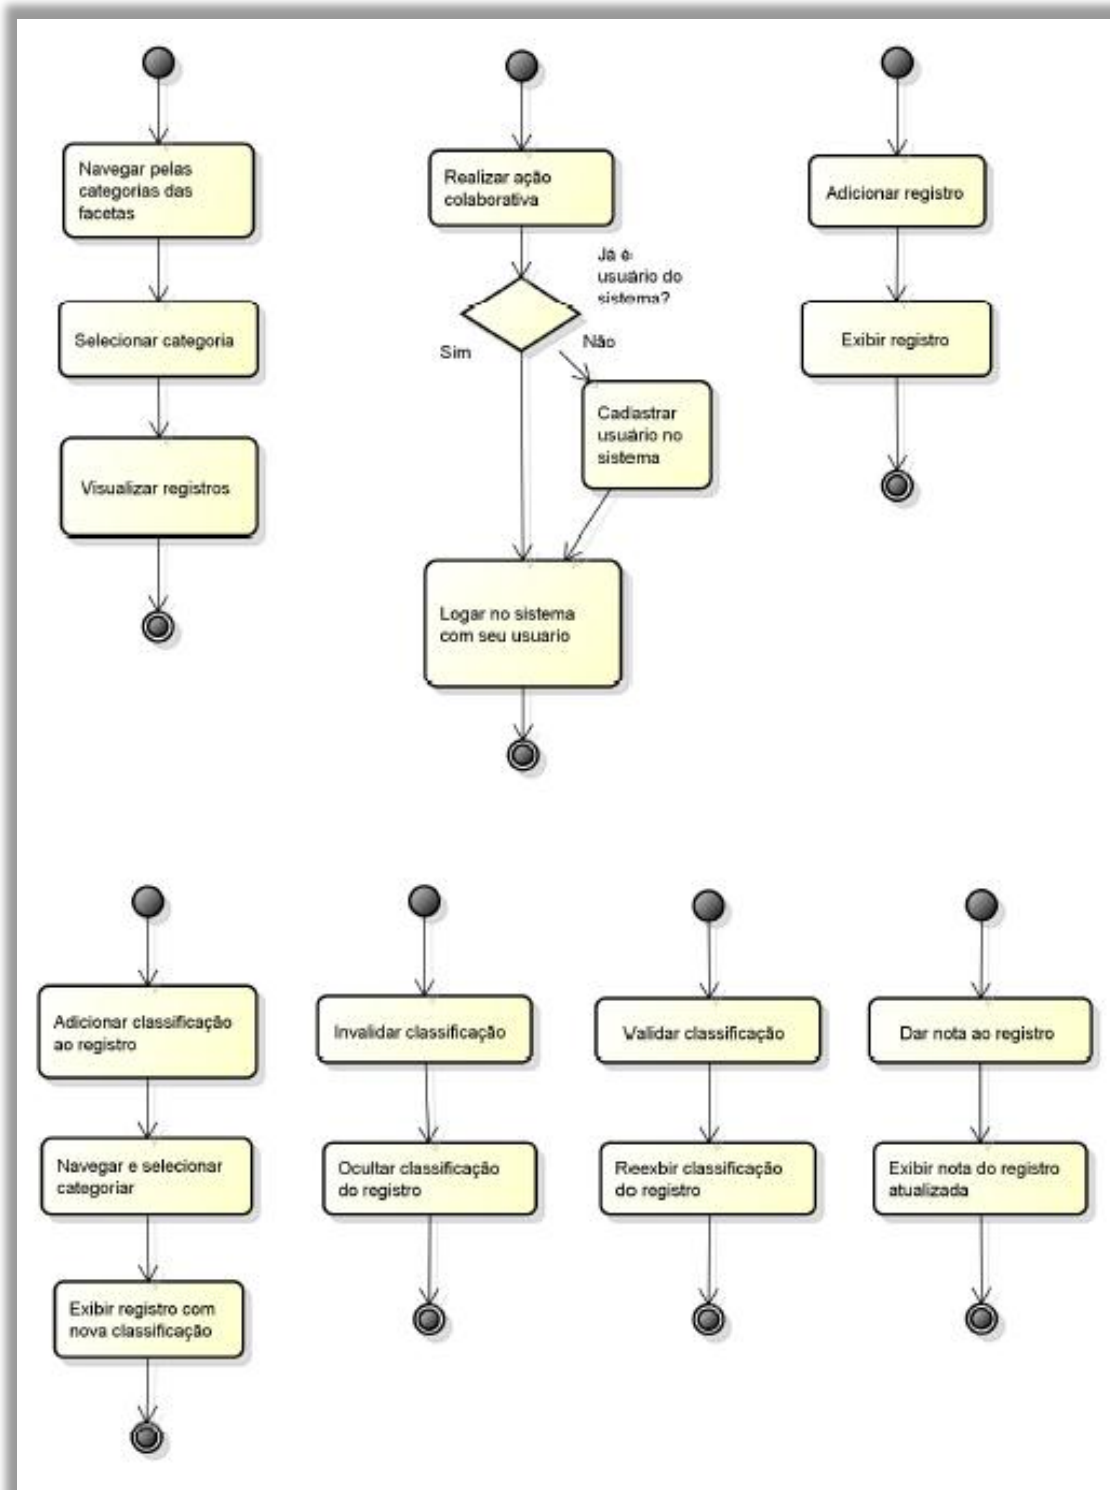 Navegar pelas
categorias das
facetas
Selecionar categoria
Visualizar registros
Realizar ação
colaborativa
Já é
usuário do
sistema?
Sim
Não
Cadastrar
usuário no
sistema
Logar no sistema
com seu usuario
Adicionar registro
Exibir registro
Adicionar classificação
ao registro
Navegar e selecionar
categoriar
Exibir registro com
nova classificação
Invalidar classificação
Ocultar classificação
do registro
Validar classificação
Reexbir classificação
do registro
Dar nota ao registro
Exibir nota do registro
atualizada